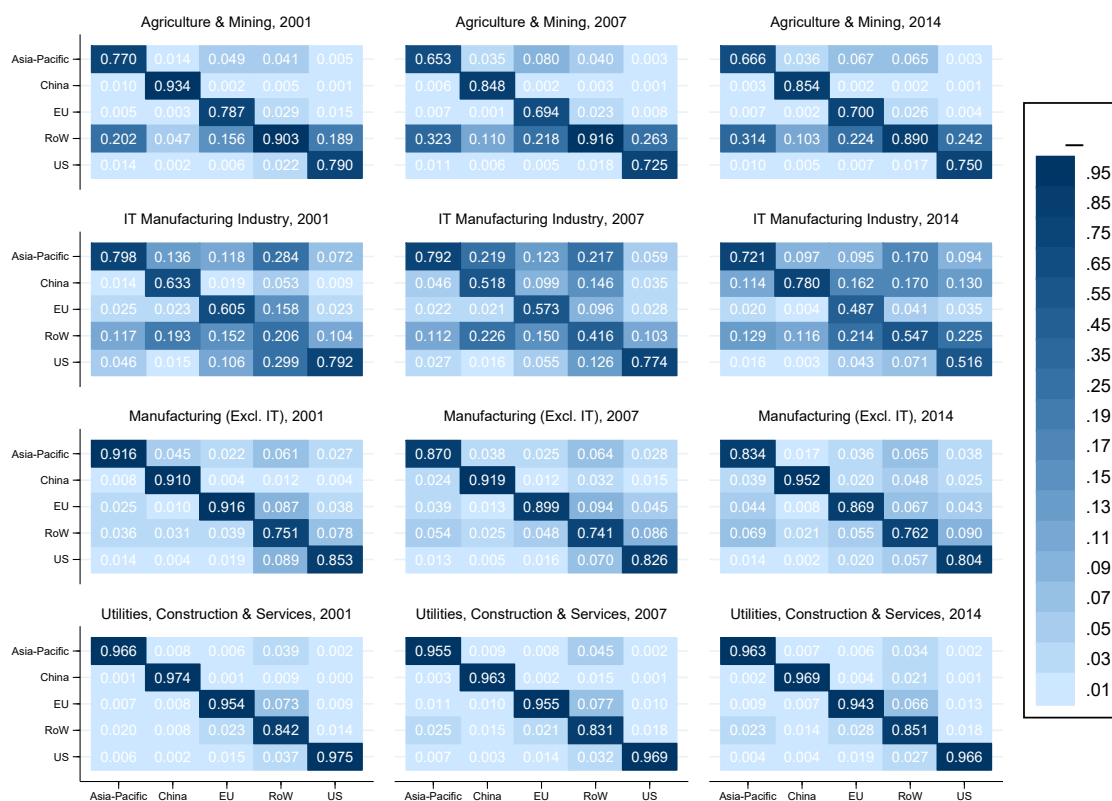 Agriculture & Mining, 2001 Agriculture & Mining, 2007 Agriculture & Mining, 2014
Asia-Pacific 0.770 0.014 0.049 0.041 0.005 0.653 0.035 0.080 0.040 0.003 0.666 0.036 0.067 0.065 0.003
China 0.010 0.934 0.002 0.005 0.001 0.006 0.848 0.002 0.003 0.001 0.003 0.854 0.002 0.002 0.001
EU 0.005 0.003 0.787 0.029 0.015 0.007 0.001 0.694 0.023 0.008 0.007 0.002 0.700 0.026 0.004
RoW 0.202 0.047 0.156 0.903 0.189 0.323 0.110 0.218 0.916 0.263 0.314 0.103 0.224 0.890 0.242
US 0.014 0.002 0.006 0.022 0.790 0.011 0.006 0.005 0.018 0.725 0.010 0.005 0.007 0.017 0.750
IT Manufacturing Industry, 2001 IT Manufacturing Industry, 2007 IT Manufacturing Industry, 2014
Asia-Pacific 0.798 0.136 0.118 0.284 0.072 0.792 0.219 0.123 0.217 0.059 0.721 0.097 0.095 0.170 0.094
China 0.014 0.633 0.019 0.053 0.009 0.046 0.518 0.099 0.146 0.035 0.114 0.780 0.162 0.170 0.130
EU 0.025 0.023 0.605 0.158 0.023 0.022 0.021 0.573 0.096 0.028 0.020 0.004 0.487 0.041 0.035
RoW 0.117 0.193 0.152 0.206 0.104 0.112 0.226 0.150 0.416 0.103 0.129 0.116 0.214 0.547 0.225
US 0.046 0.015 0.106 0.299 0.792 0.027 0.016 0.055 0.126 0.774 0.016 0.003 0.043 0.071 0.516
Manufacturing (Excl. IT), 2001 Manufacturing (Excl. IT), 2007 Manufacturing (Excl. IT), 2014
Asia-Pacific 0.916 0.045 0.022 0.061 0.027 0.870 0.038 0.025 0.064 0.028 0.834 0.017 0.036 0.065 0.038
China 0.008 0.910 0.004 0.012 0.004 0.024 0.919 0.012 0.032 0.015 0.039 0.952 0.020 0.048 0.025
EU 0.025 0.010 0.916 0.087 0.038 0.039 0.013 0.899 0.094 0.045 0.044 0.008 0.869 0.067 0.043
RoW 0.036 0.031 0.039 0.751 0.078 0.054 0.025 0.048 0.741 0.086 0.069 0.021 0.055 0.762 0.090
US 0.014 0.004 0.019 0.089 0.853 0.013 0.005 0.016 0.070 0.826 0.014 0.002 0.020 0.057 0.804
Utilities, Construction & Services, 2001 Utilities, Construction & Services, 2007 Utilities, Construction & Services, 2014
Asia-Pacific 0.966 0.008 0.006 0.039 0.002 0.955 0.009 0.008 0.045 0.002 0.963 0.007 0.006 0.034 0.002
China 0.001 0.974 0.001 0.009 0.000 0.003 0.963 0.002 0.015 0.001 0.002 0.969 0.004 0.021 0.001
EU 0.007 0.008 0.954 0.073 0.009 0.011 0.010 0.955 0.077 0.010 0.009 0.007 0.943 0.066 0.013
RoW 0.020 0.008 0.023 0.842 0.014 0.025 0.015 0.021 0.831 0.018 0.023 0.014 0.028 0.851 0.018
US 0.006 0.002 0.015 0.037 0.975 0.007 0.003 0.014 0.032 0.969 0.004 0.004 0.019 0.027 0.966
Asia-Pacific China EU RoW US Asia-Pacific China EU RoW US Asia-Pacific China EU RoW US
.95
.85
.75
.65
.55
.45
.35
.25
.19
.17
.15
.13
.11
.09
.07
.05
.03
.01